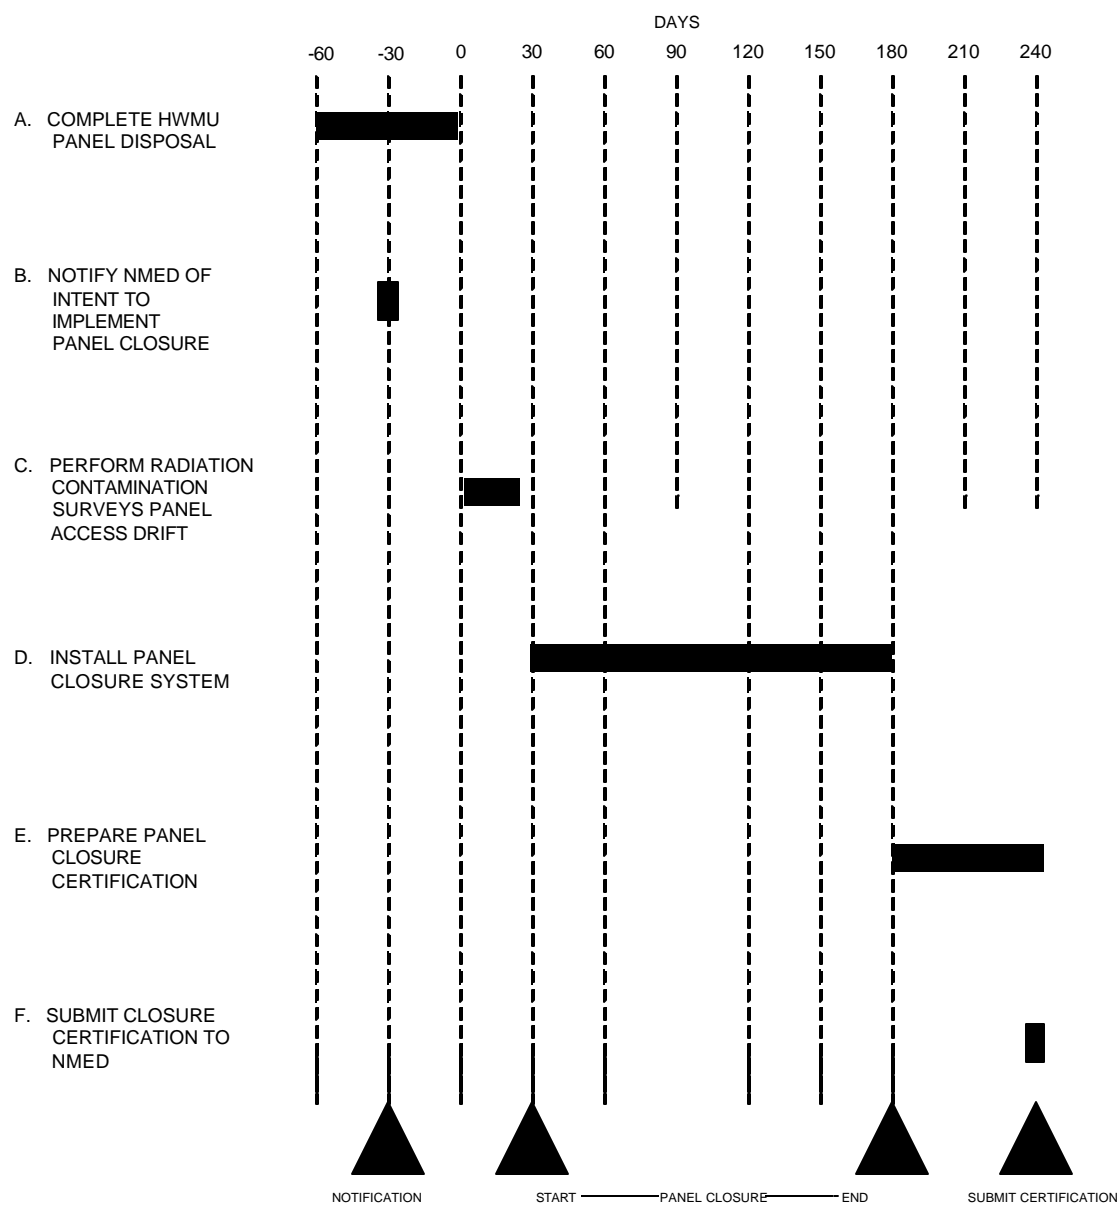 DAYS
-60 -30 0 30 60 90 120 150 180 210 240
A. COMPLETE HWMU
PANEL DISPOSAL
B. NOTIFY NMED OF
INTENT TO
IMPLEMENT
PANEL CLOSURE
C. PERFORM RADIATION
CONTAMINATION
SURVEYS PANEL
ACCESS DRIFT
D. INSTALL PANEL
CLOSURE SYSTEM
E. PREPARE PANEL
CLOSURE
CERTIFICATION
F. SUBMIT CLOSURE
CERTIFICATION TO
NMED
NOTIFICATION START PANEL CLOSURE END SUBMIT CERTIFICATION